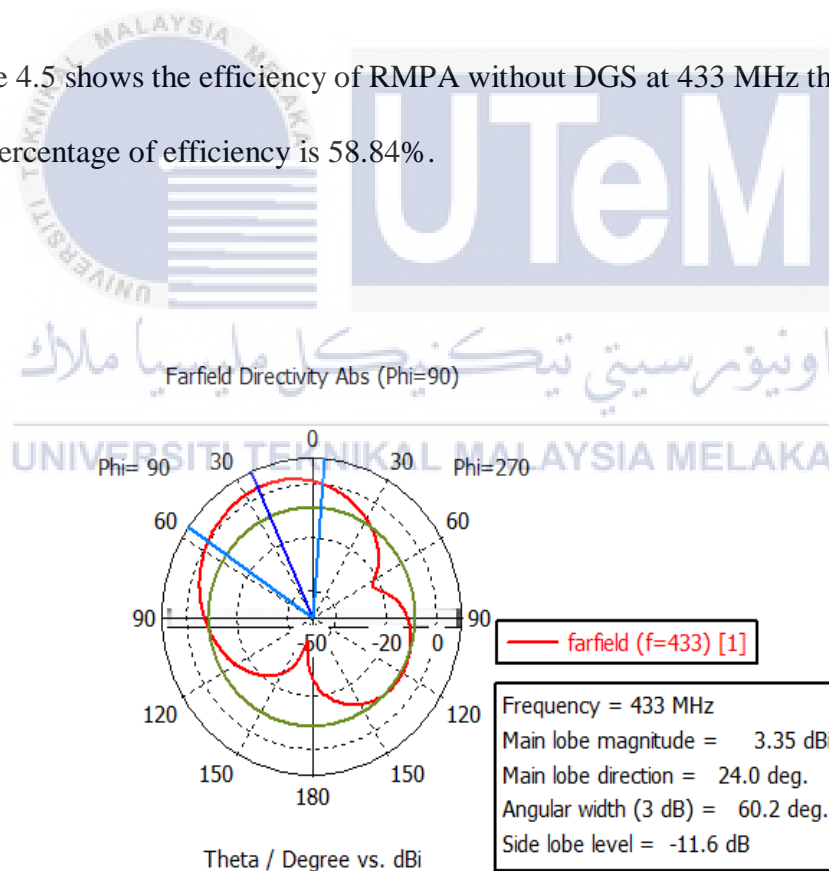 e 4.5 shows the efficiency of RMPA without DGS at 433 MHz th
ercentage of efficiency is 58.84%.
UNIVERSITI TEKNIKAL MALAYSIA MELAKA
UTeM
اونيۏرسيتي تيكنيكل مليسيا ملاك
UNIVERSITI TEKNIKAL MALAYSIA MELAKA
Farfield Directivity Abs (Phi=90)
Phi= 90 30 0 30 Phi=270
60 60
90 -50 -20 0 90
120 120
150 150
180
Theta / Degree vs. dBi
farfield (f=433) [1]
Frequency = 433 MHz
Main lobe magnitude = 3.35 dBi
Main lobe direction = 24.0 deg.
Angular width (3 dB) = 60.2 deg.
Side lobe level = -11.6 dB